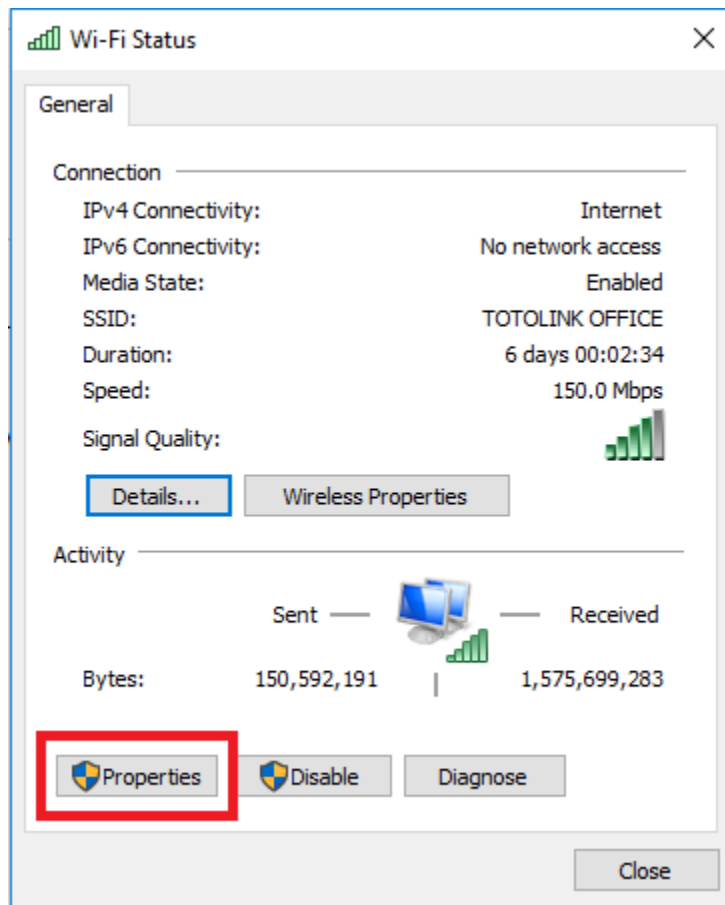 Wi-Fi Status
General
Connection
IPv4 Connectivity: Internet
IPv6 Connectivity: No network access
Media State: Enabled
SSID: TOTOLINK OFFICE
Duration: 6 days 00:02:34
Speed: 150.0 Mbps
Signal Quality:
Details... Wireless Properties
Activity
Sent Received
Bytes: 150,592,191 1,575,699,283
Properties Disable Diagnose
Close